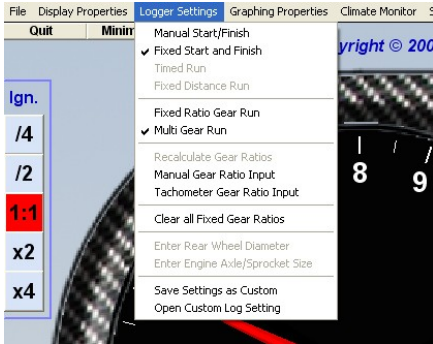 File Display Properties Logger Settings Graphing Properties Climate Monitor
Quit
Manual Start/Finish
Fixed Start and Finish
Timed Run
Fixed Distance Run
Fixed Ratio Gear Run
Multi Gear Run
Recalculate Gear Ratios
Manual Gear Ratio Input
Tachometer Gear Ratio Input
Clear all Fixed Gear Ratios
Enter Rear Wheel Diameter
Enter Engine Axle/Sprocket Size
Save Settings as Custom
Open Custom Log Setting
Ign.
/4
/2
1:1
x2
x4
8
9